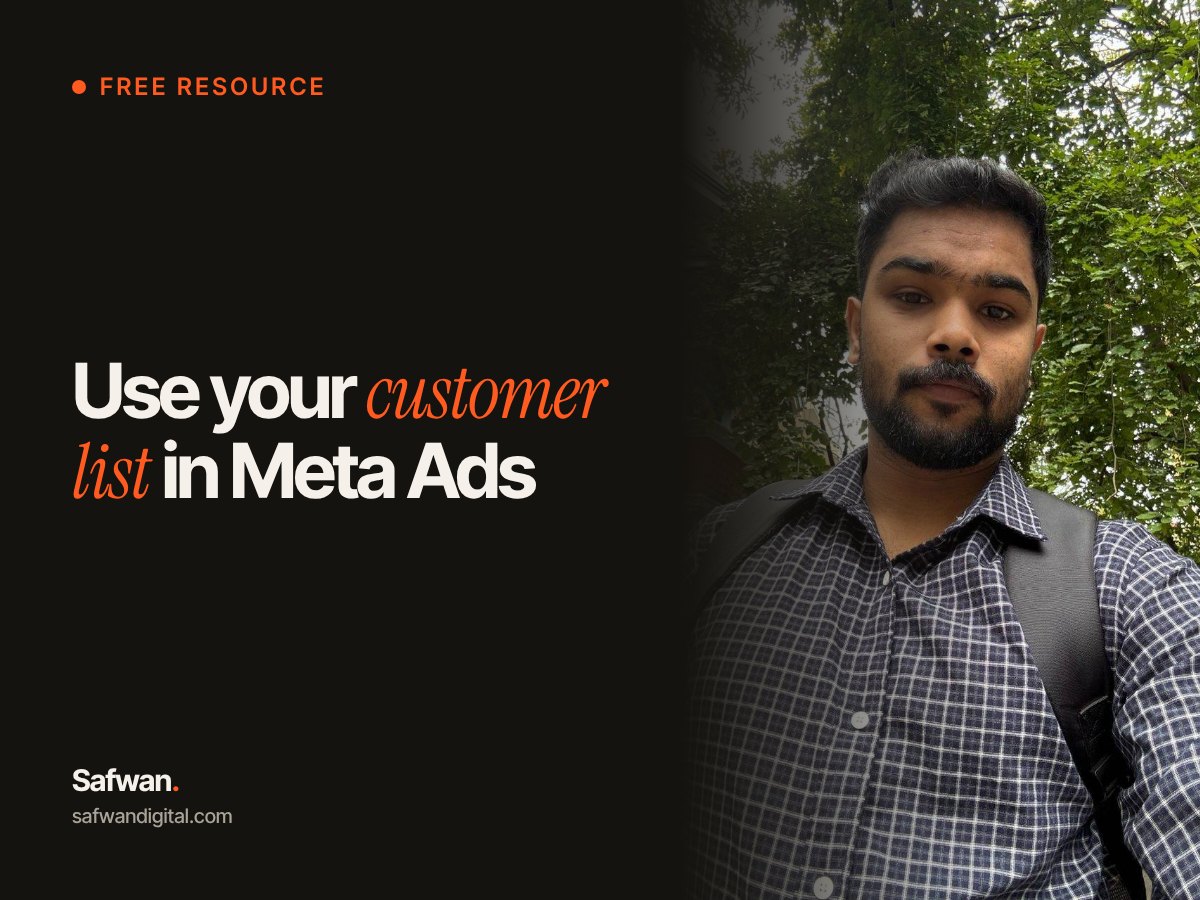 FREE RESOURCE
Use your customer
list in Meta Ads
Safwan.
safwandigital.com